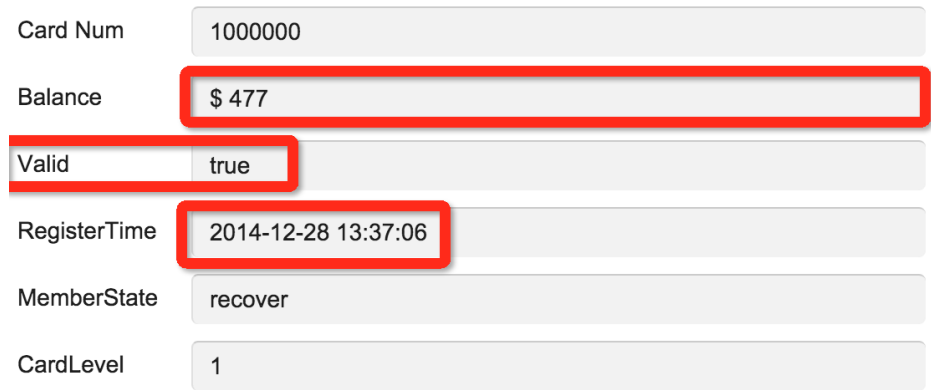 Card Num 1000000
Balance $ 477
Valid true
RegisterTime 2014-12-28 13:37:06
MemberState recover
CardLevel 1